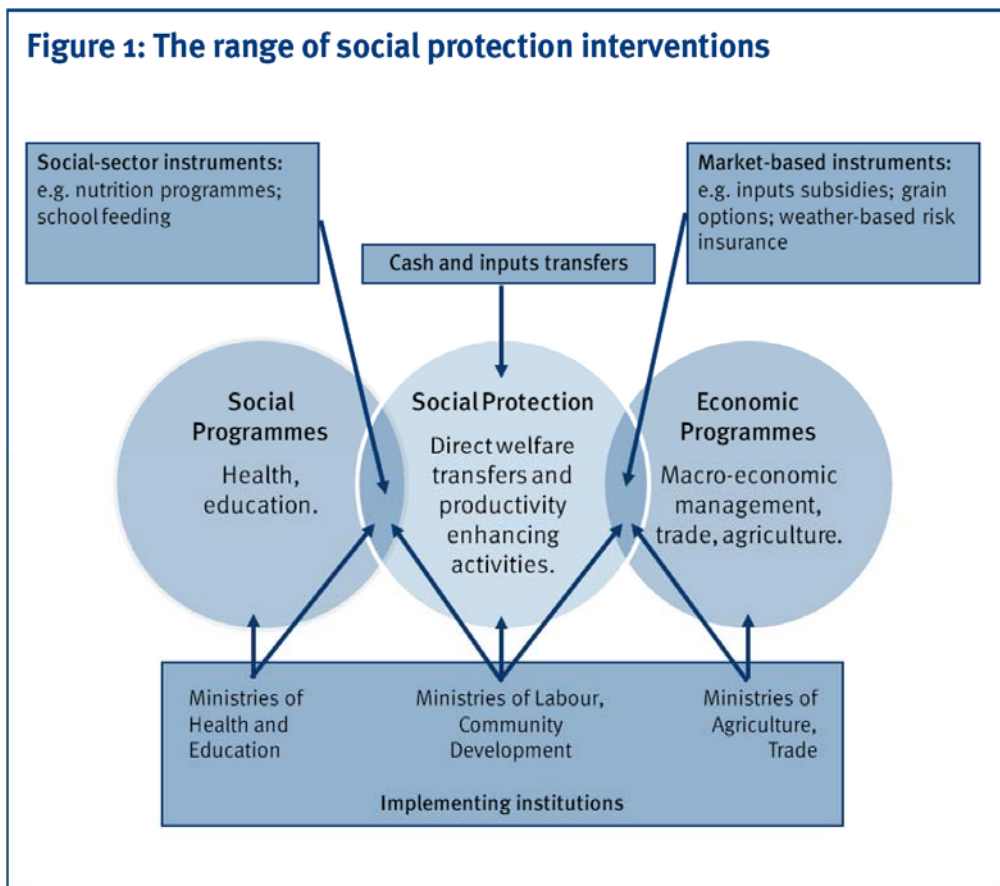 Figure 1: The range of social protection interventions
Social-sector instruments:
e.g. nutrition programmes;
school feeding
Cash and inputs transfers
Market-based instruments:
e.g. inputs subsidies; grain
options; weather-based risk
insurance
Social
Programmes
Health,
education.
Social Protection
Direct welfare
transfers and
productivity
enhancing
activities.
Economic
Programmes
Macro-economic
management,
trade, agriculture.
Ministries of
Health and
Education
Ministries of Labour,
Community
Development
Ministries of
Agriculture,
Trade
Implementing institutions